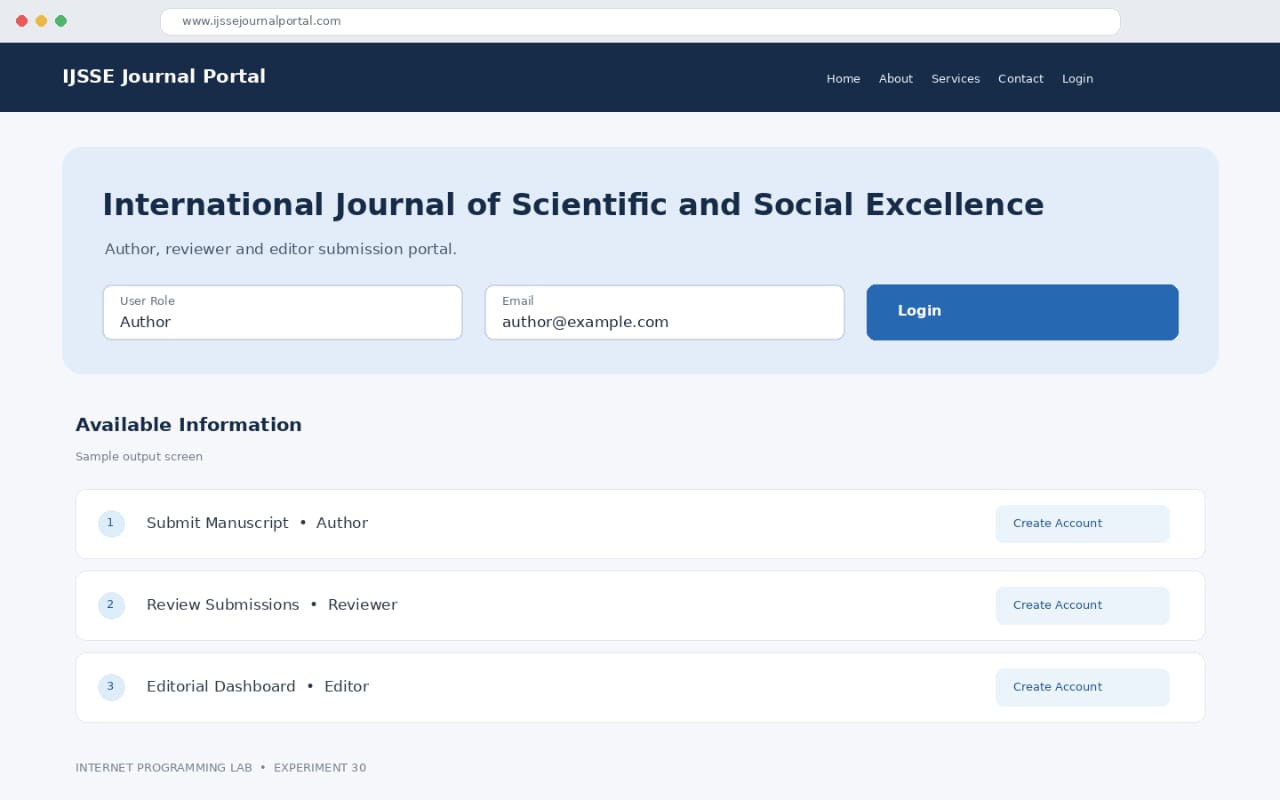 www.ijssejournalportal.com
IJSSE Journal Portal
Home About Services Contact Login
International Journal of Scientific and Social Excellence
Author, reviewer and editor submission portal.
User Role
Author
Email
author@example.com
Login
Available Information
Sample output screen
1 Submit Manuscript • Author Create Account
2 Review Submissions • Reviewer Create Account
3 Editorial Dashboard • Editor Create Account
INTERNET PROGRAMMING LAB • EXPERIMENT 30